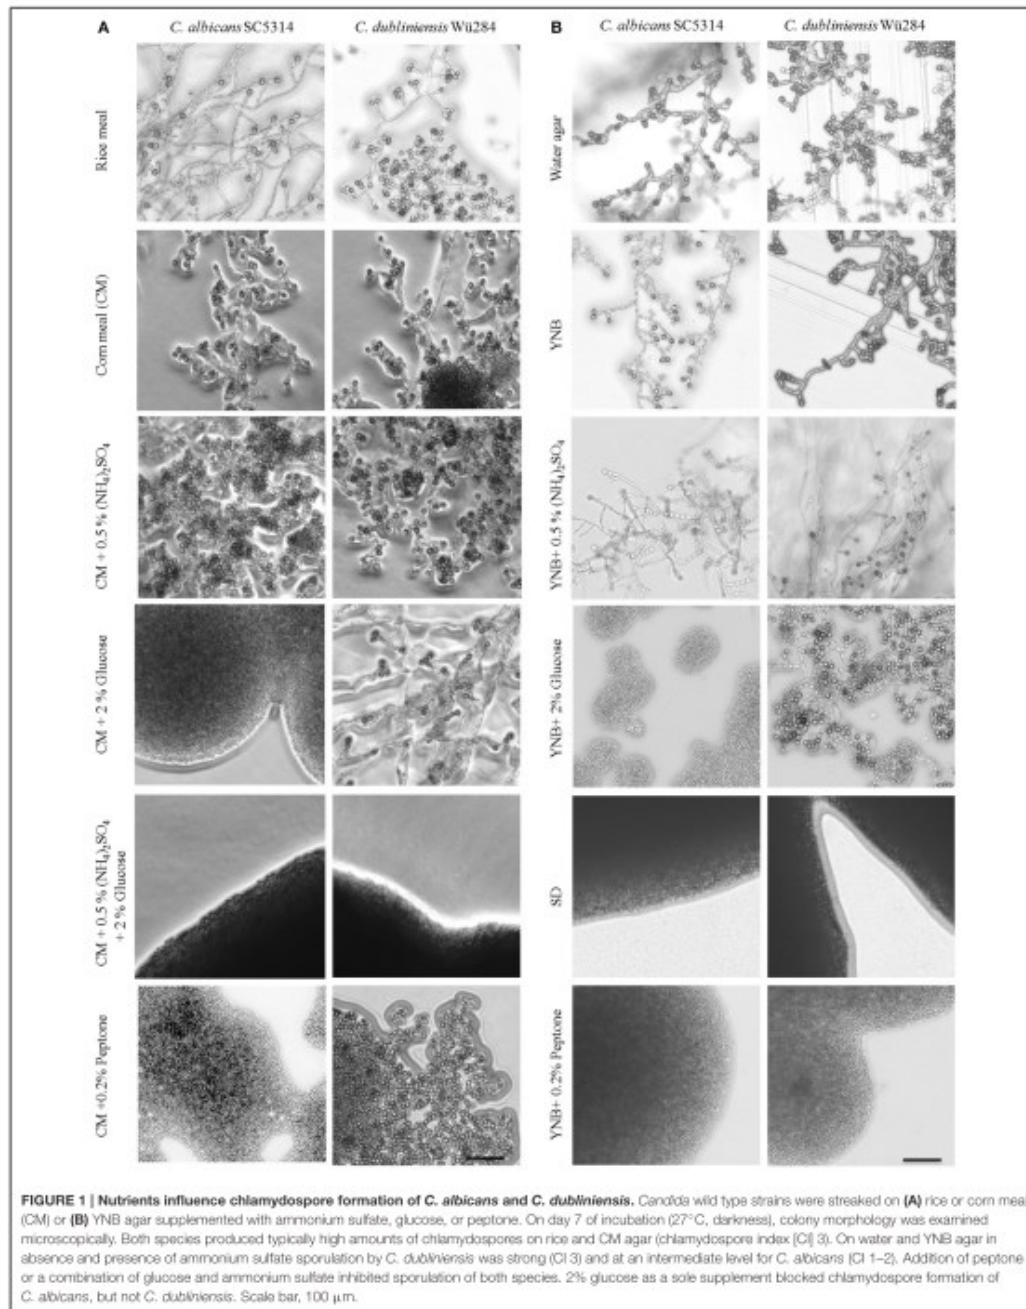 A C. albicans SC5314 C. dubliniensis Wü284 B C. albicans SC5314 C. dubliniensis Wü284
Rice meal
Water agar
Corn meal (CM)
YNB
CM + 0.5 % (NH₄)₂SO₄
YNB+ 0.5 % (NH₄)₂SO₄
CM + 2 % Glucose
YNB+ 2% Glucose
CM + 0.5 % (NH₄)₂SO₄
+ 2 % Glucose
SD
CM +0.2% Peptone
YNB+ 0.2% Peptone
FIGURE 1 | Nutrients influence chlamydospore formation of C. albicans and C. dubliniensis. Candida wild type strains were streaked on (A) rice or corn meal
(CM) or (B) YNB agar supplemented with ammonium sulfate, glucose, or peptone. On day 7 of incubation (27°C, darkness), colony morphology was examined
microscopically. Both species produced typically high amounts of chlamydospores on rice and CM agar (chlamydospore index [CI] 3). On water and YNB agar in
absence and presence of ammonium sulfate sporulation by C. dubliniensis was strong (CI 3) and at an intermediate level for C. albicans (CI 1–2). Addition of peptone
or a combination of glucose and ammonium sulfate inhibited sporulation of both species. 2% glucose as a sole supplement blocked chlamydospore formation of
C. albicans, but not C. dubliniensis. Scale bar, 100 μm.